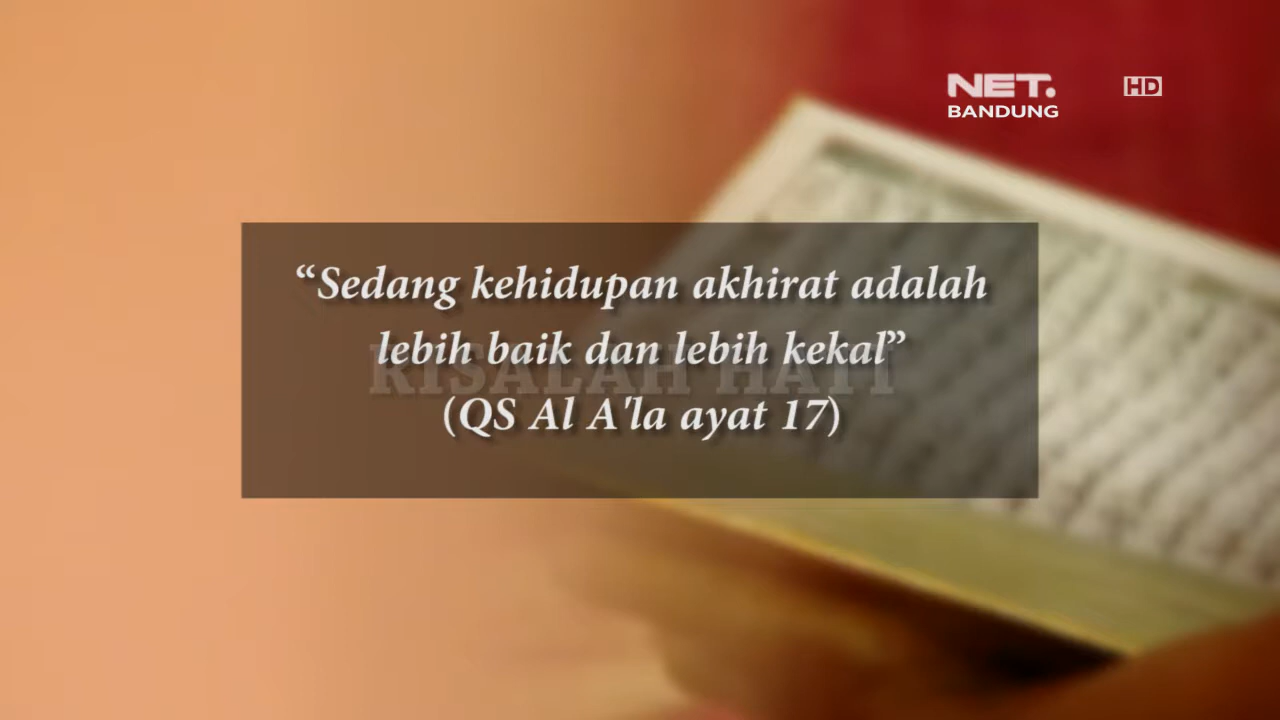 NET.
BANDUNG
HD
“Sedang kehidupan akhirat adalah
lebih baik dan lebih kekal”
RISALAH HATI
(QS Al A'la ayat 17)